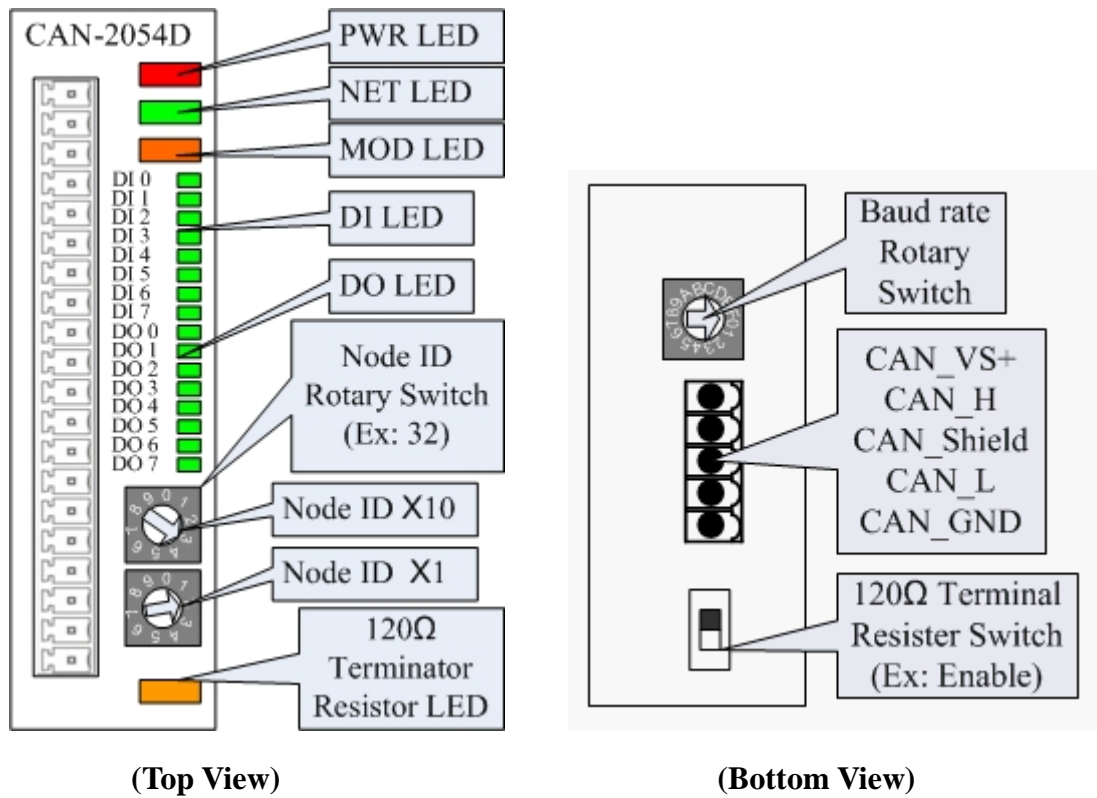 CAN-2054D
PWR LED
NET LED
MOD LED
DI 0
DI 1
DI 2
DI 3
DI 4
DI 5
DI 6
DI 7
DO 0
DO 1
DO 2
DO 3
DO 4
DO 5
DO 6
DO 7
DI LED
DO LED
Node ID
Rotary Switch
(Ex: 32)
Node ID X10
Node ID X1
120Ω
Terminator
Resistor LED
(Top View)
Baud rate
Rotary
Switch
CAN_VS+
CAN_H
CAN_Shield
CAN_L
CAN_GND
120Ω Terminal
Resister Switch
(Ex: Enable)
(Bottom View)